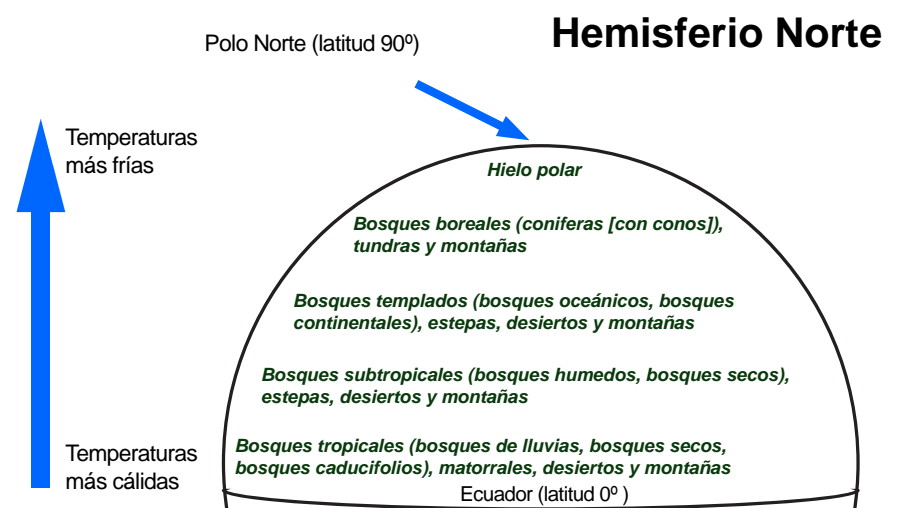 Hemisferio Norte
Polo Norte (latitud 90º)
Temperaturas
más frías
Hielo polar
Bosques boreales (coniferas [con conos]),
tundras y montañas
Bosques templados (bosques oceánicos, bosques
continentales), estepas, desiertos y montañas
Bosques subtropicales (bosques humedos, bosques secos),
estepas, desiertos y montañas
Bosques tropicales (bosques de lluvias, bosques secos,
bosques caducifolios), matorrales, desiertos y montañas
Temperaturas
más cálidas
Ecuador (latitud 0º )